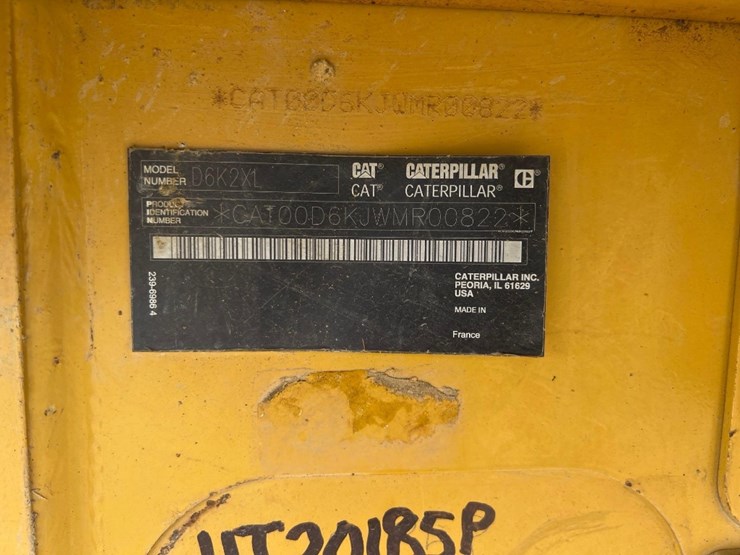 *CAT00D6KJWMR00822*
MODEL NUMBER D6K2XL
CAT® CATERPILLAR® C
CAT® CATERPILLAR®
PRODUCT IDENTIFICATION NUMBER *CAT00D6KJWMR00822*
239-6986 4
CATERPILLAR INC.
PEORIA, IL 61629
USA
MADE IN
France